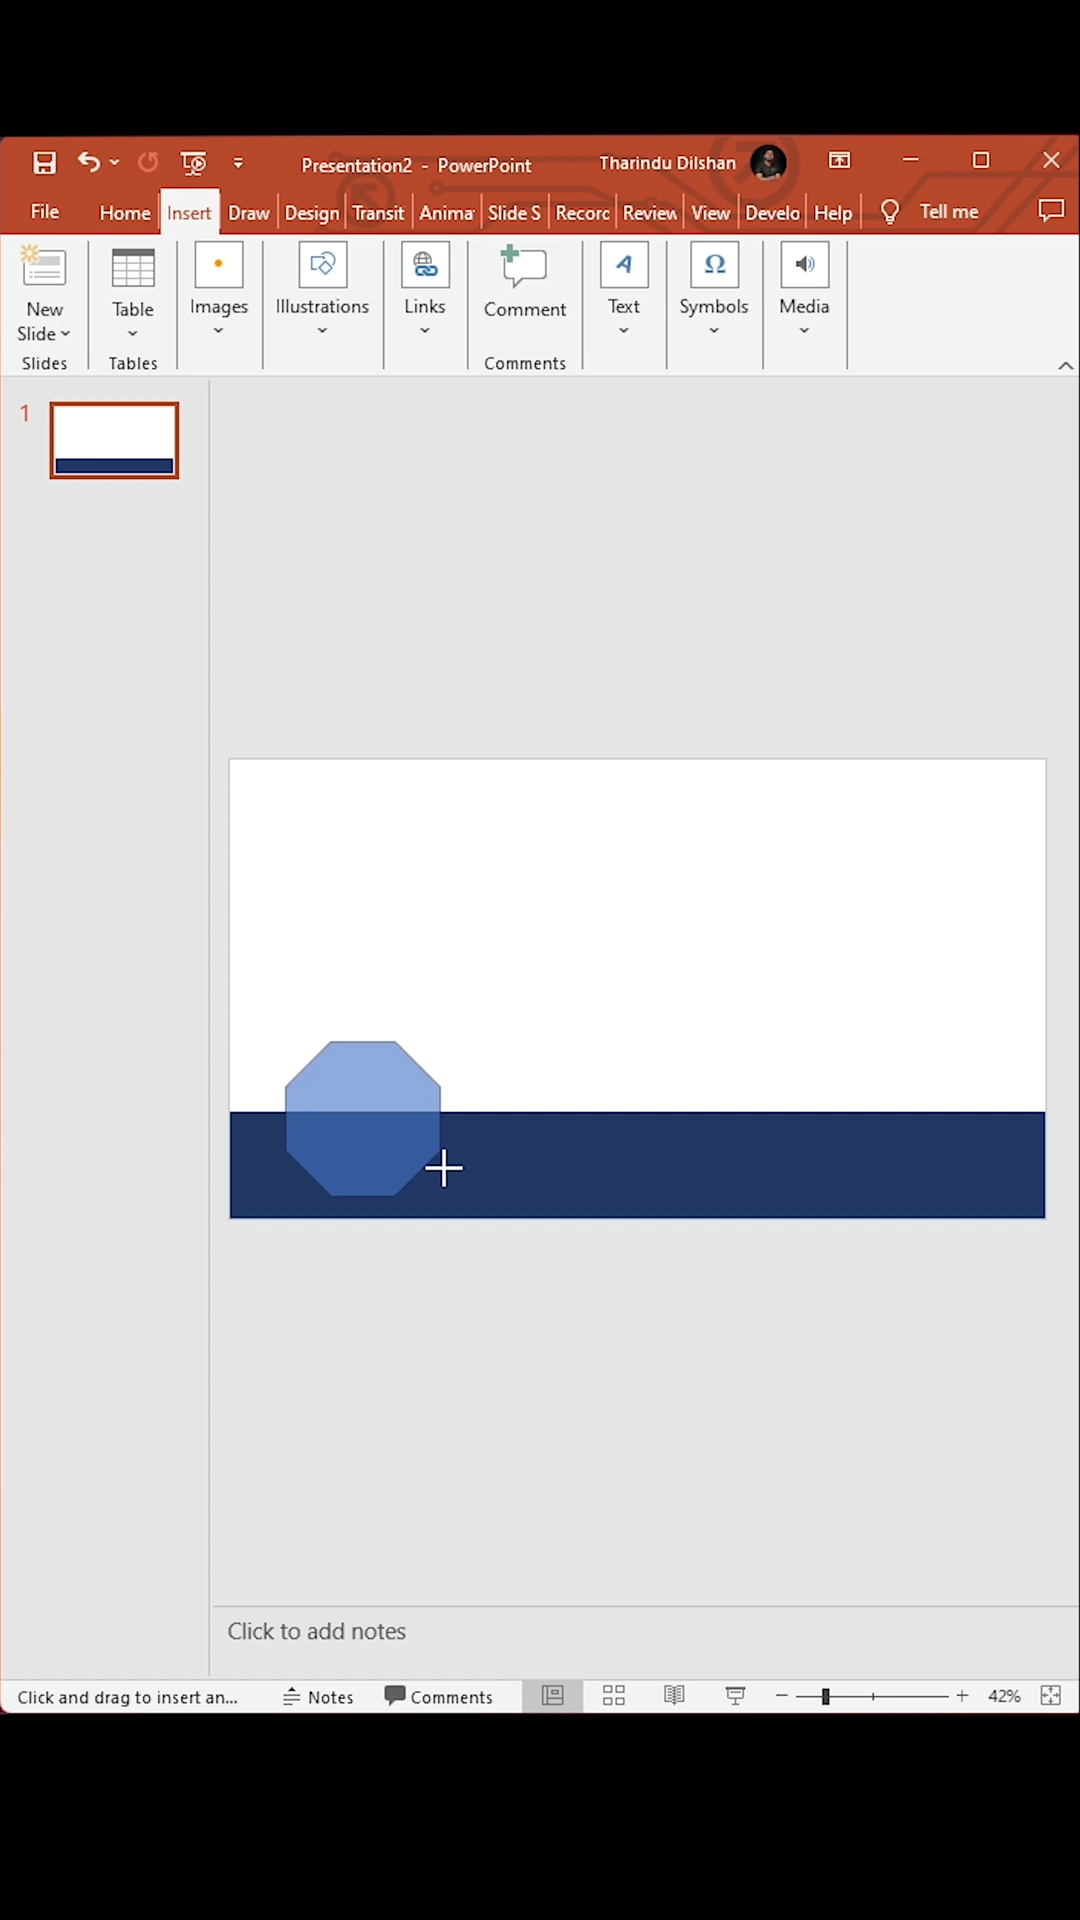 Presentation2 - PowerPoint
Tharindu Dilshan
File Home Insert Draw Design Transit Anima Slide S Recorc Review View Develo Help Tell me
New Slide
Table
Images
Illustrations
Links
Comment
Text
Symbols
Media
Slides
Tables
Comments
1
Click to add notes
Click and drag to insert an...
Notes
Comments
42%